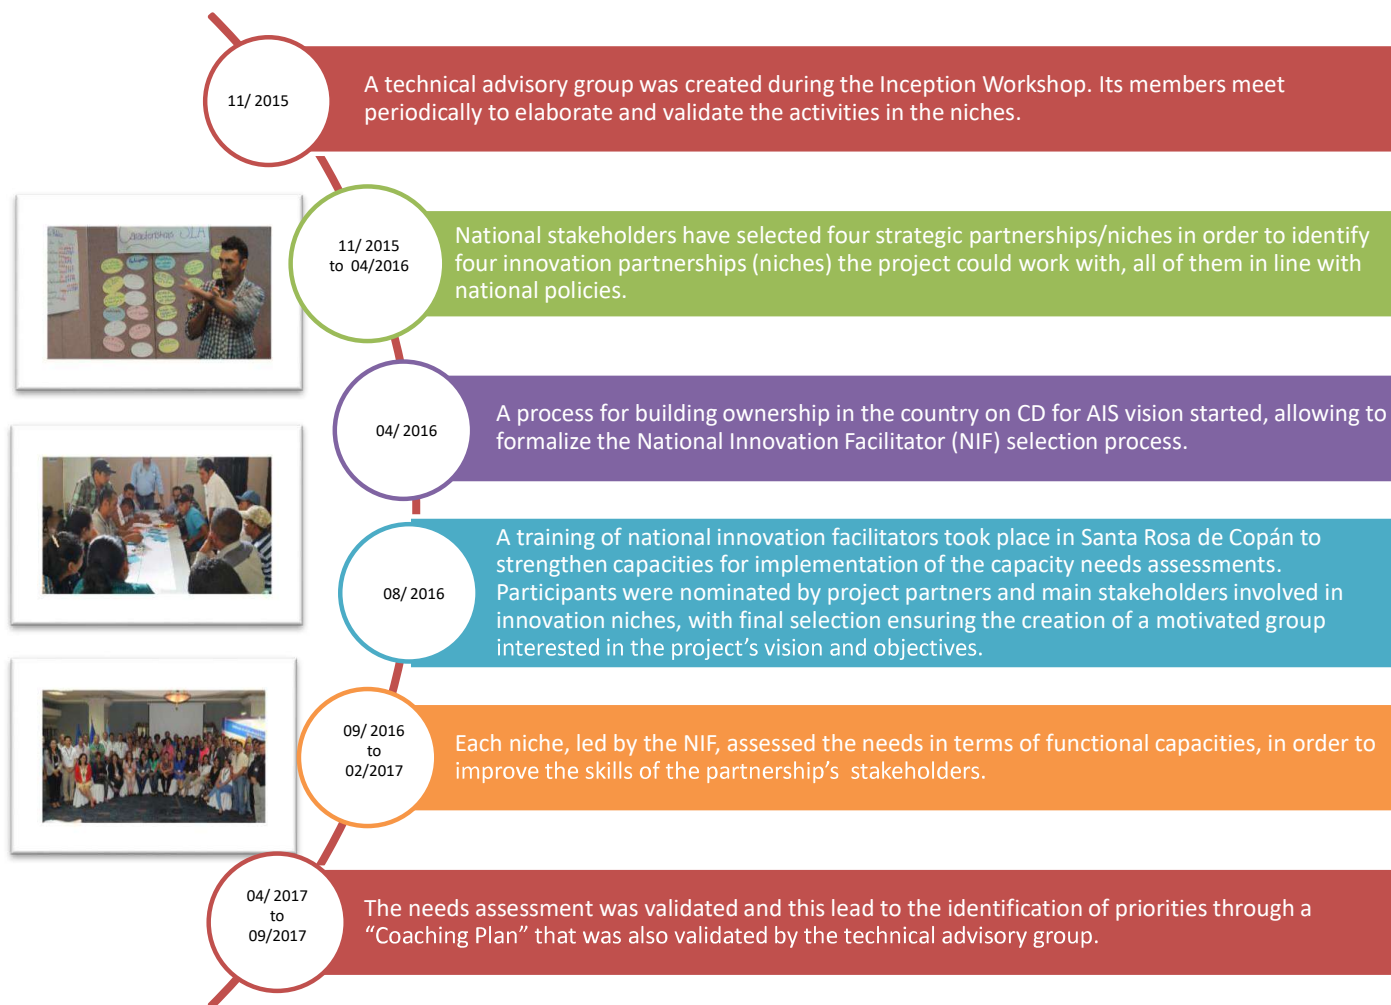 11/ 2015
A technical advisory group was created during the Inception Workshop. Its members meet
periodically to elaborate and validate the activities in the niches.
11/ 2015
to 04/2016
National stakeholders have selected four strategic partnerships/niches in order to identify
four innovation partnerships (niches) the project could work with, all of them in line with
national policies.
04/ 2016
A process for building ownership in the country on CD for AIS vision started, allowing to
formalize the National Innovation Facilitator (NIF) selection process.
08/ 2016
A training of national innovation facilitators took place in Santa Rosa de Copán to
strengthen capacities for implementation of the capacity needs assessments.
Participants were nominated by project partners and main stakeholders involved in
innovation niches, with final selection ensuring the creation of a motivated group
interested in the project’s vision and objectives.
09/ 2016
to
02/2017
Each niche, led by the NIF, assessed the needs in terms of functional capacities, in order to
improve the skills of the partnership’s  stakeholders.
04/ 2017
to
09/2017
The needs assessment was validated and this lead to the identification of priorities through a
“Coaching Plan” that was also validated by the technical advisory group.